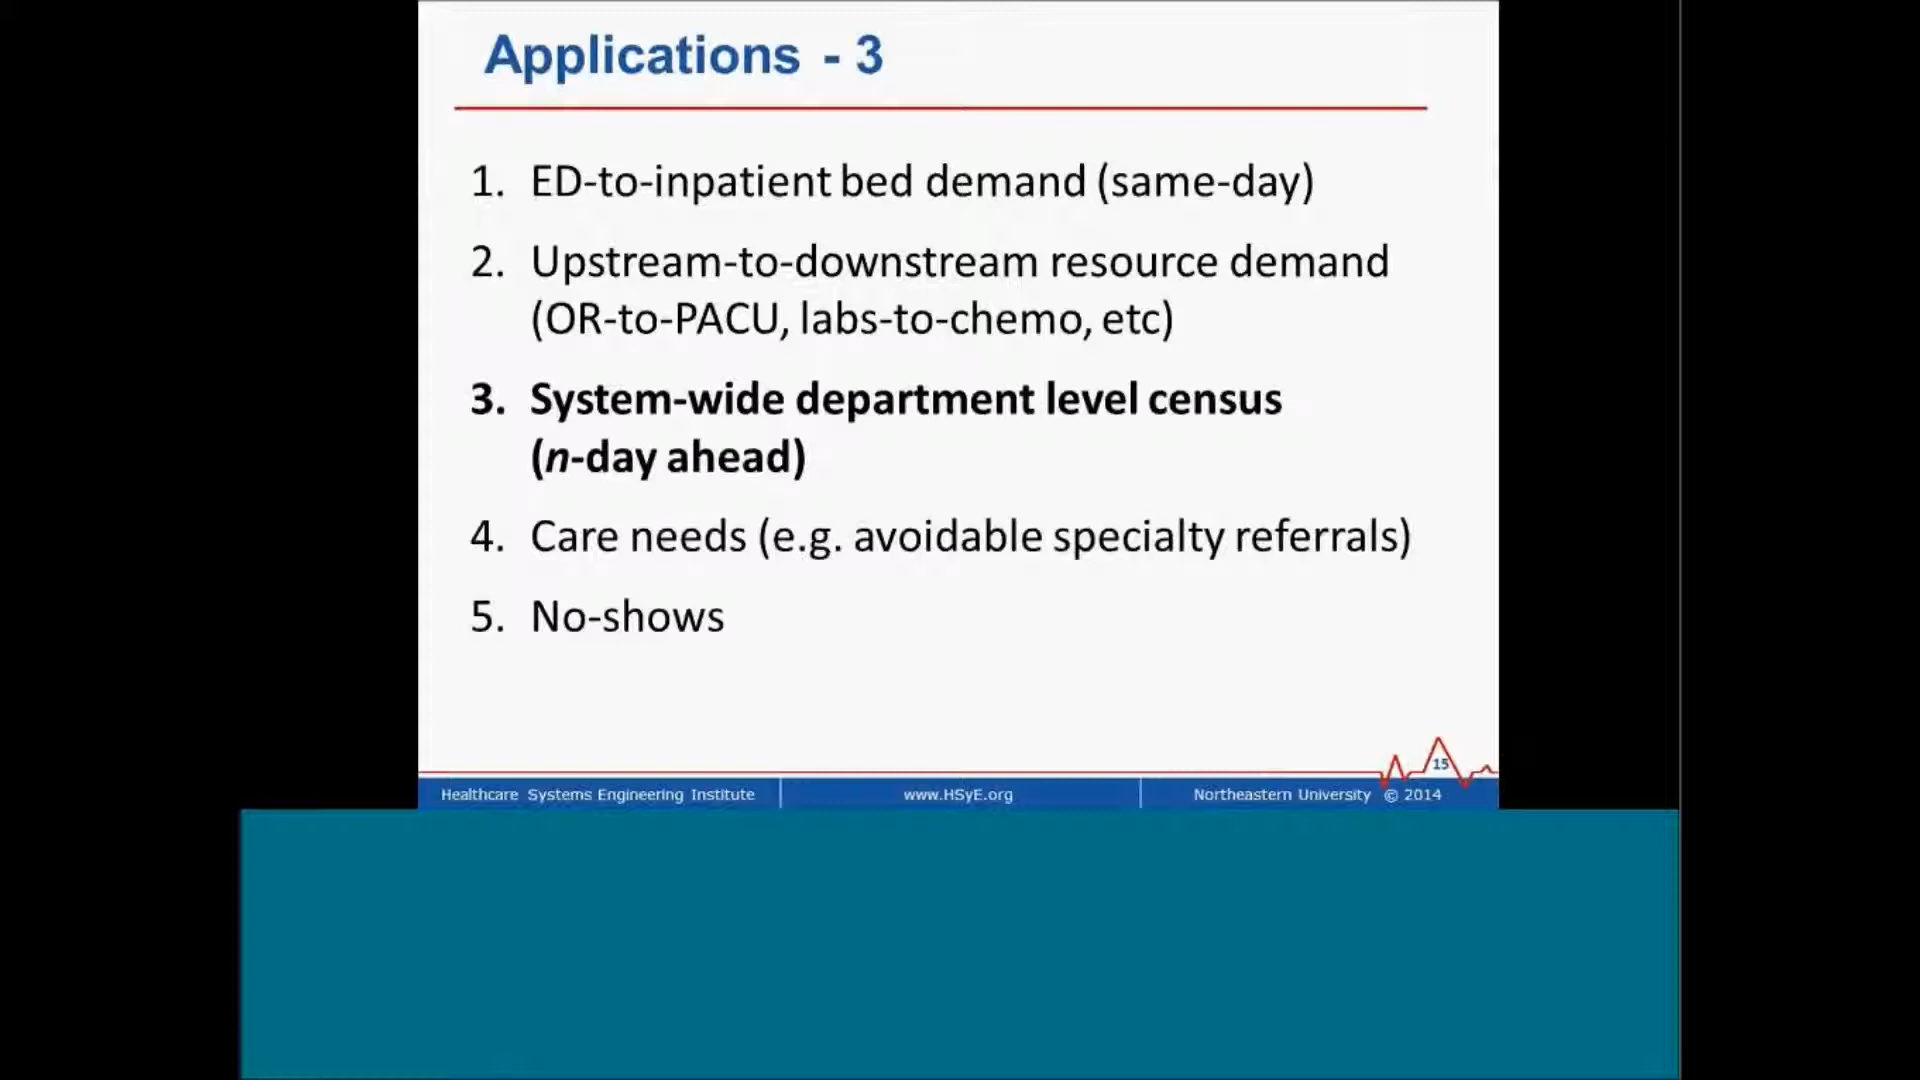 Applications - 3
1. ED-to-inpatient bed demand (same-day)
2. Upstream-to-downstream resource demand
(OR-to-PACU, labs-to-chemo, etc)
3. System-wide department level census
(n-day ahead)
4. Care needs (e.g. avoidable specialty referrals)
5. No-shows
15
Healthcare Systems Engineering Institute
www.HSyE.org
Northeastern University © 2014